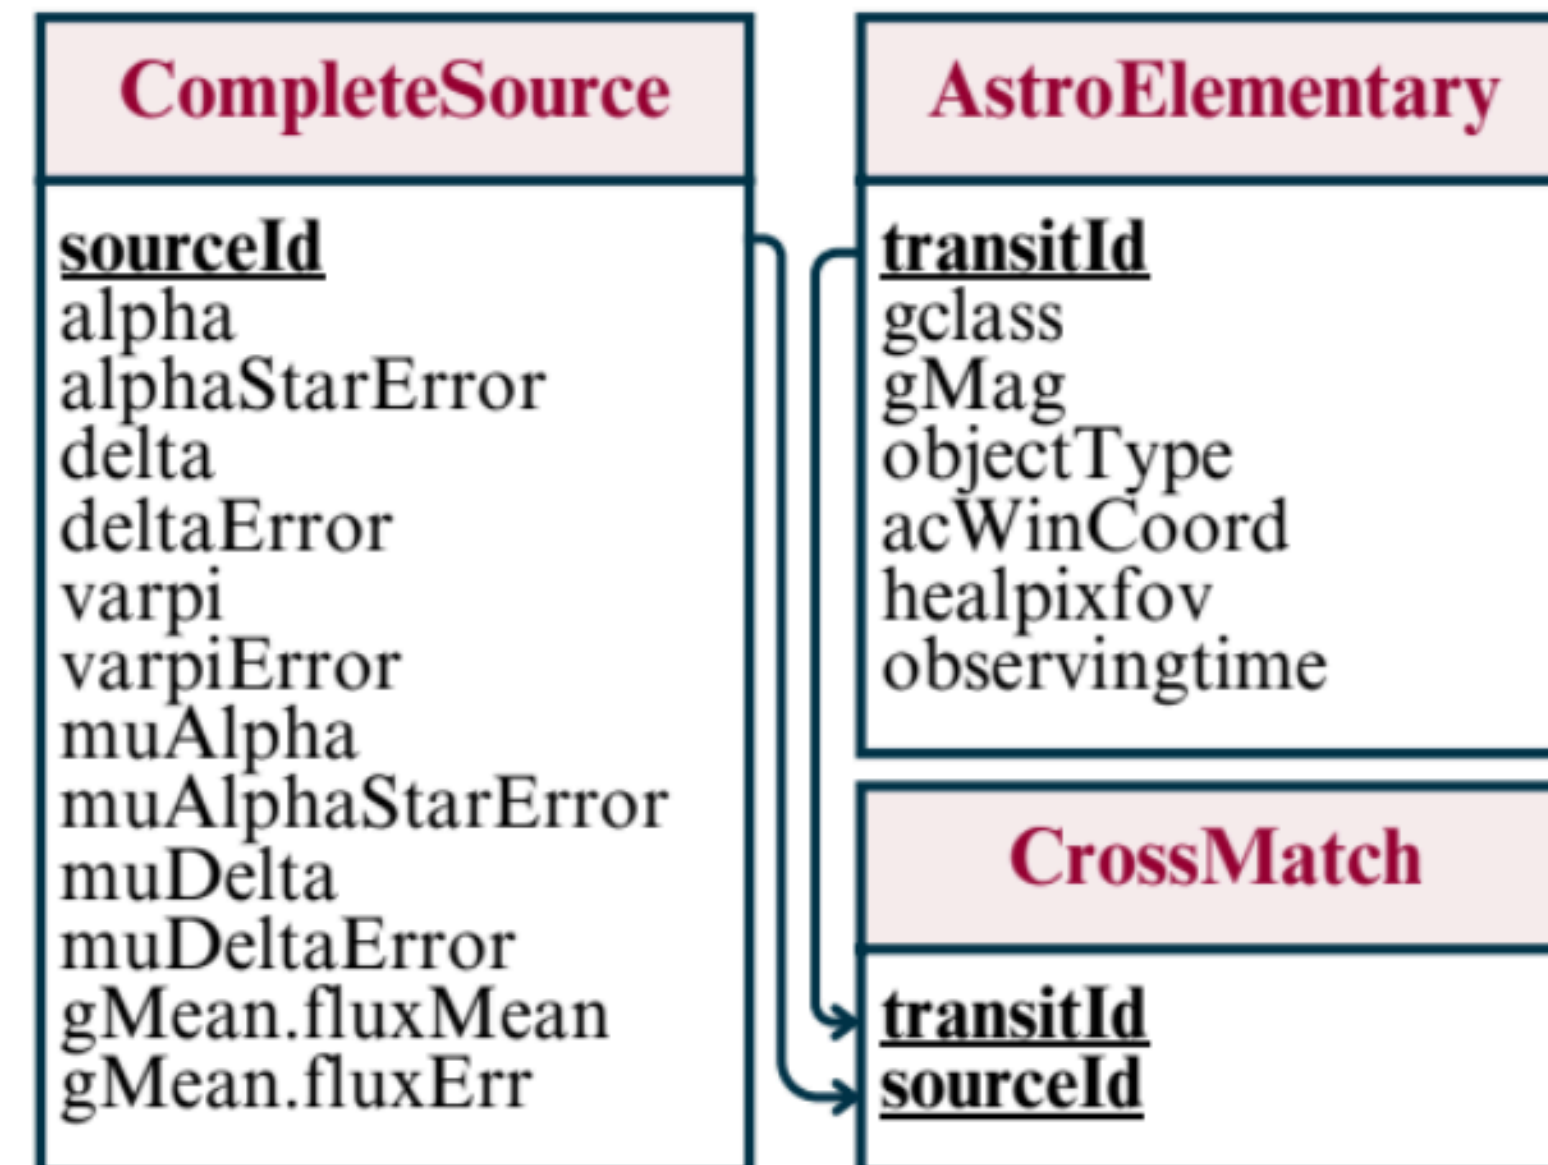 CompleteSource
sourceId
alpha
alphaStarError
delta
deltaError
varpi
varpiError
muAlpha
muAlphaStarError
muDelta
muDeltaError
gMean.fluxMean
gMean.fluxErr
AstroElementary
transitId
gclass
gMag
objectType
acWinCoord
healpixfov
observingtime
CrossMatch
transitId
sourceId